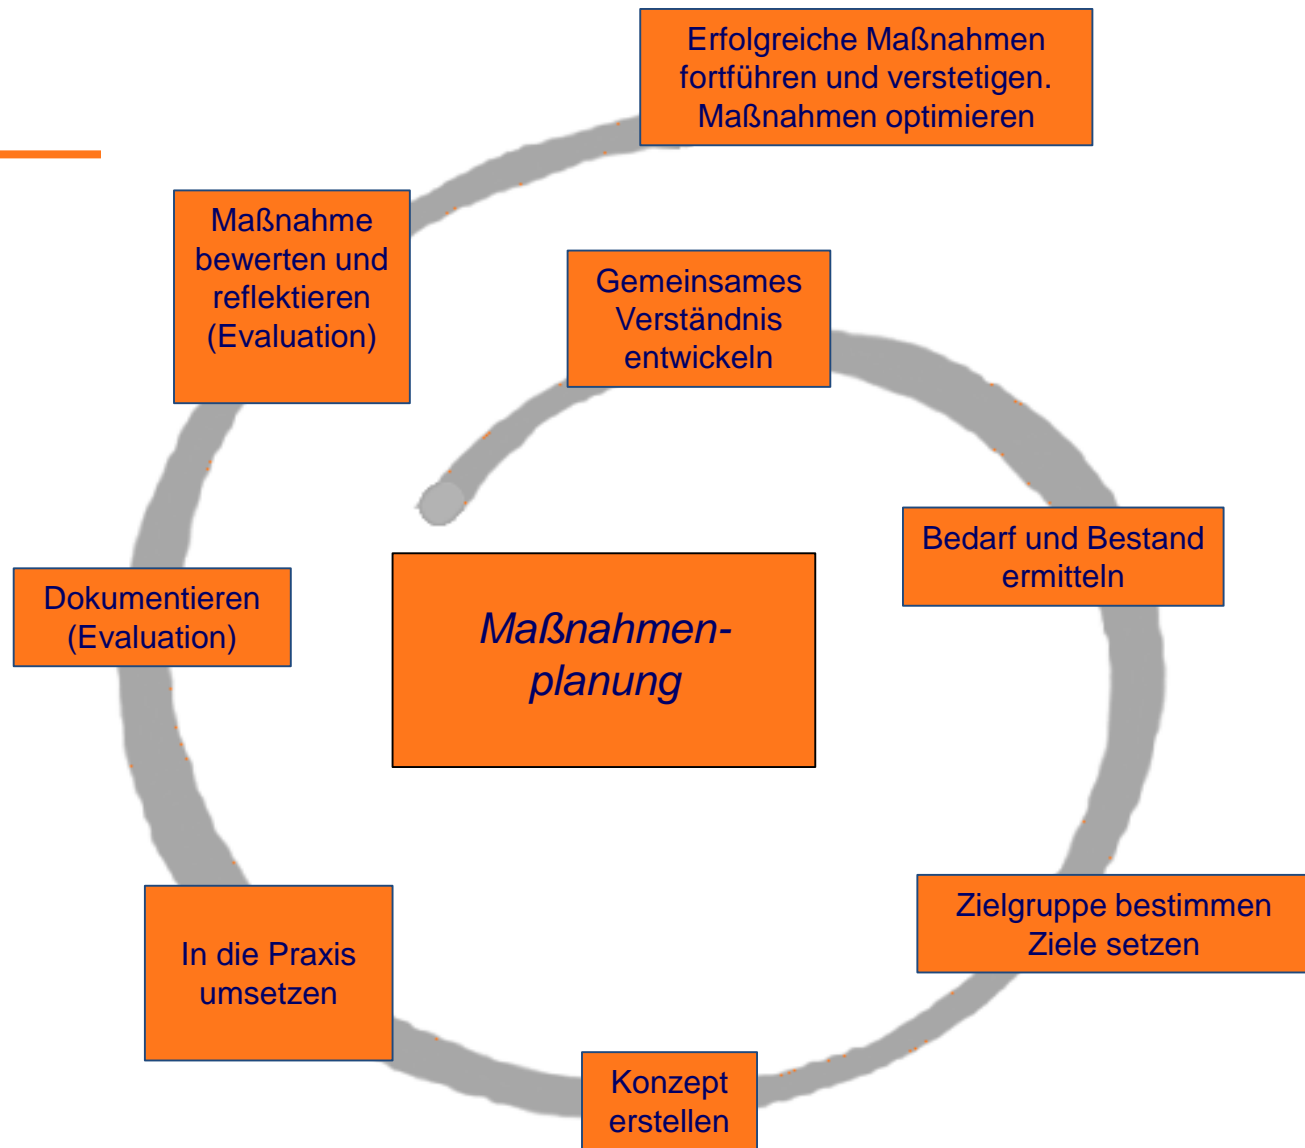 Erfolgreiche Maßnahmen
fortführen und verstetigen.
Maßnahmen optimieren
Maßnahme
bewerten und
reflektieren
(Evaluation)
Gemeinsames
Verständnis
entwickeln
Bedarf und Bestand
ermitteln
Dokumentieren
(Evaluation)
Maßnahmen-
planung
Zielgruppe bestimmen
Ziele setzen
In die Praxis
umsetzen
Konzept
erstellen